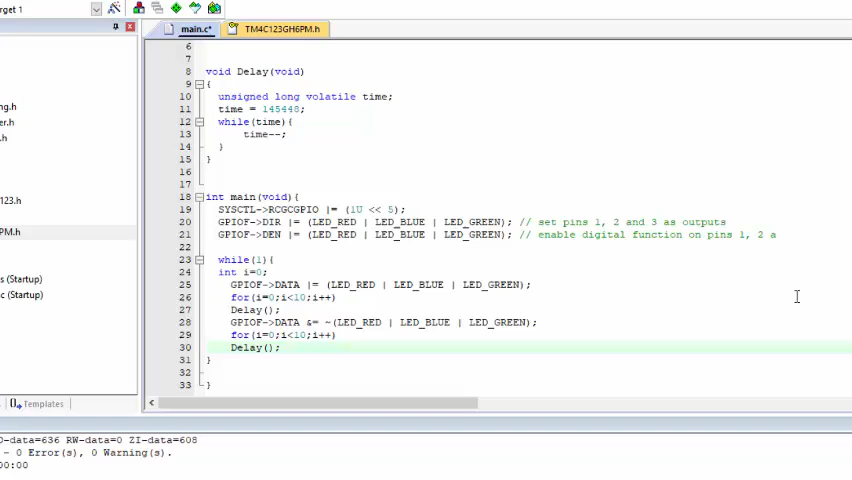 rget 1
main.c*
TM4C123GH6PM.h
ng.h
er.h
.h
123.h
PM.h
s (Startup)
c (Startup)
Templates
6
7
8 void Delay(void)
9 {
10 unsigned long volatile time;
11 time = 145448;
12 while(time){
13 time--;
14 }
15 }
16
17
18 int main(void){
19 SYSCTL->RCGCGPIO |= (1U << 5);
20 GPIOF->DIR |= (LED_RED | LED_BLUE | LED_GREEN); // set pins 1, 2 and 3 as outputs
21 GPIOF->DEN |= (LED_RED | LED_BLUE | LED_GREEN); // enable digital function on pins 1, 2 a
22
23 while(1){
24 int i=0;
25 GPIOF->DATA |= (LED_RED | LED_BLUE | LED_GREEN);
26 for(i=0;i<10;i++)
27 Delay();
28 GPIOF->DATA &= ~(LED_RED | LED_BLUE | LED_GREEN);
29 for(i=0;i<10;i++)
30 Delay();
31 }
32
33 }
O-data=636 RW-data=0 ZI-data=608
- 0 Error(s), 0 Warning(s).
00:00